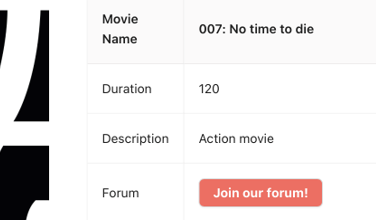 Movie Name 007: No time to die
Duration 120
Description Action movie
Forum Join our forum!